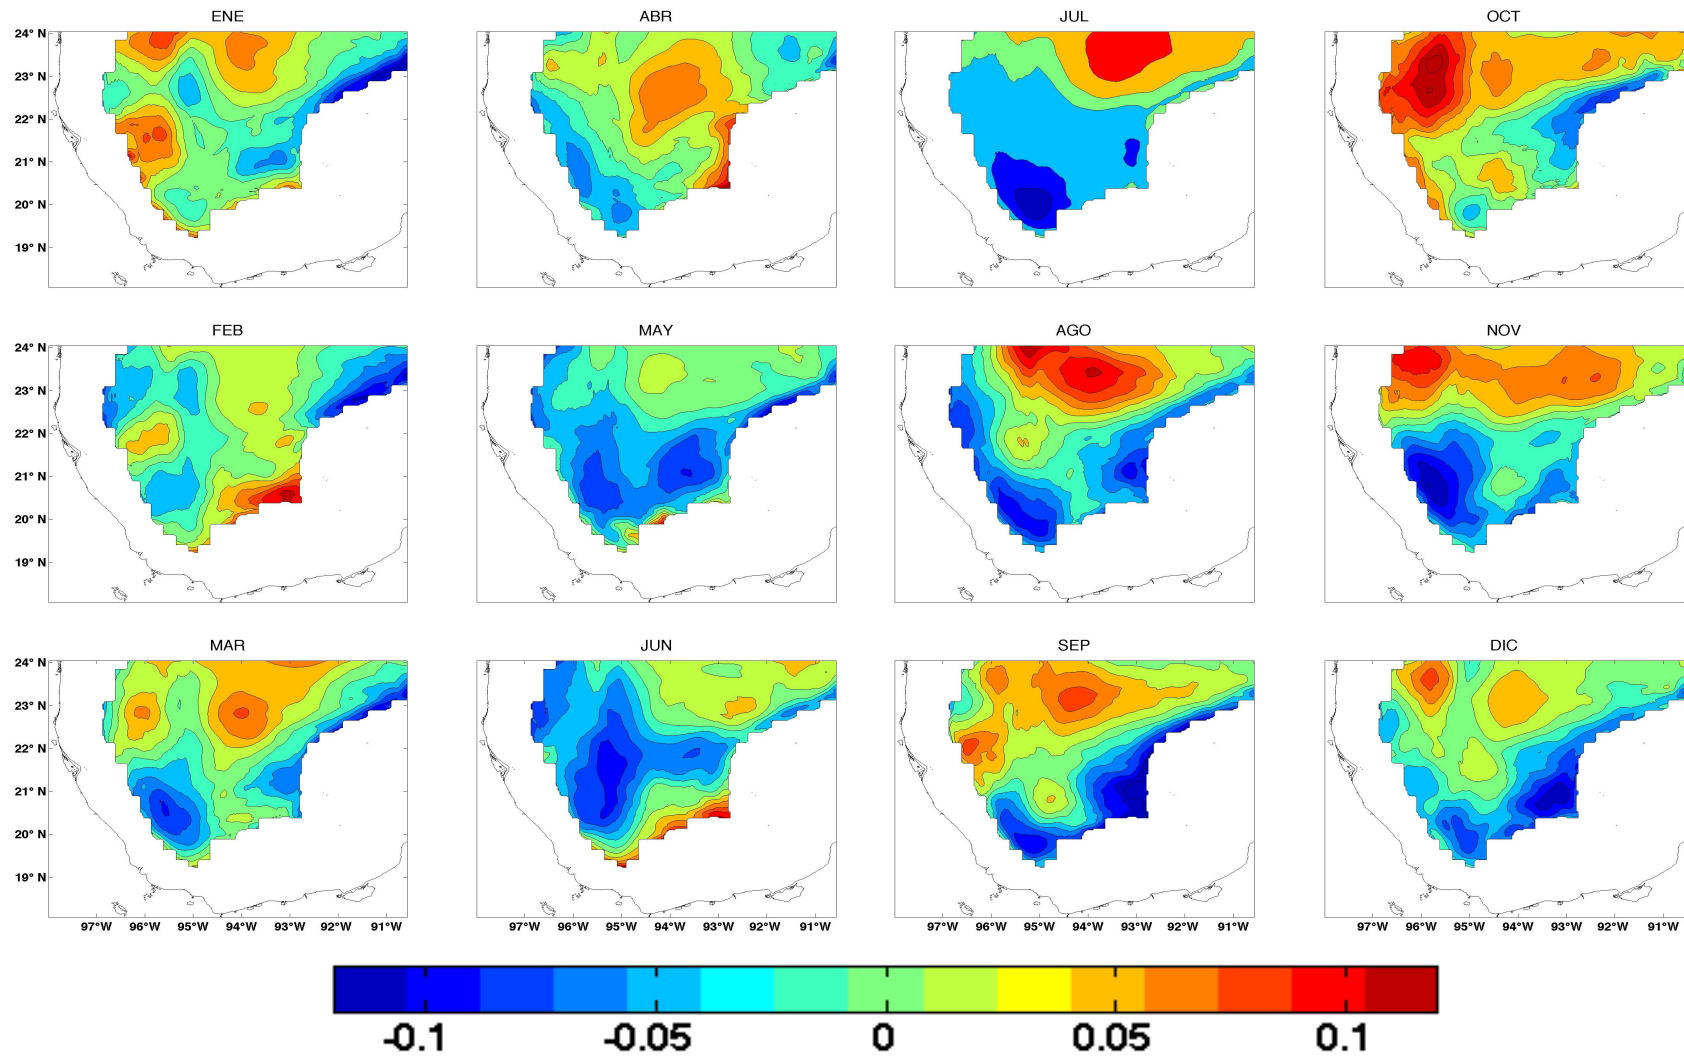 ENE ABR JUL OCT
24° N
23° N
22° N
21° N
20° N
19° N
FEB MAY AGO NOV
24° N
23° N
22° N
21° N
20° N
19° N
MAR JUN SEP DIC
24° N
23° N
22° N
21° N
20° N
19° N
97°W 96°W 95°W 94°W 93°W 92°W 91°W 97°W 96°W 95°W 94°W 93°W 92°W 91°W 97°W 96°W 95°W 94°W 93°W 92°W 91°W 97°W 96°W 95°W 94°W 93°W 92°W 91°W
-0.1 -0.05 0 0.05 0.1